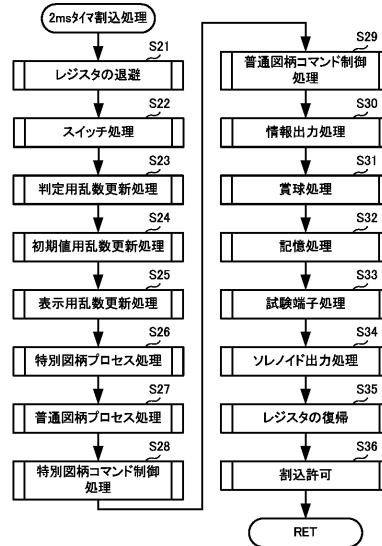 2msタイマ割込処理
S21
レジスタの退避
S22
スイッチ処理
S23
判定用乱数更新処理
S24
初期値用乱数更新処理
S25
表示用乱数更新処理
S26
特別図柄プロセス処理
S27
普通図柄プロセス処理
S28
特別図柄コマンド制御
処理
S29
普通図柄コマンド制御
処理
S30
情報出力処理
S31
賞球処理
S32
記憶処理
S33
試験端子処理
S34
ソレノイド出力処理
S35
レジスタの復帰
S36
割込許可
RET